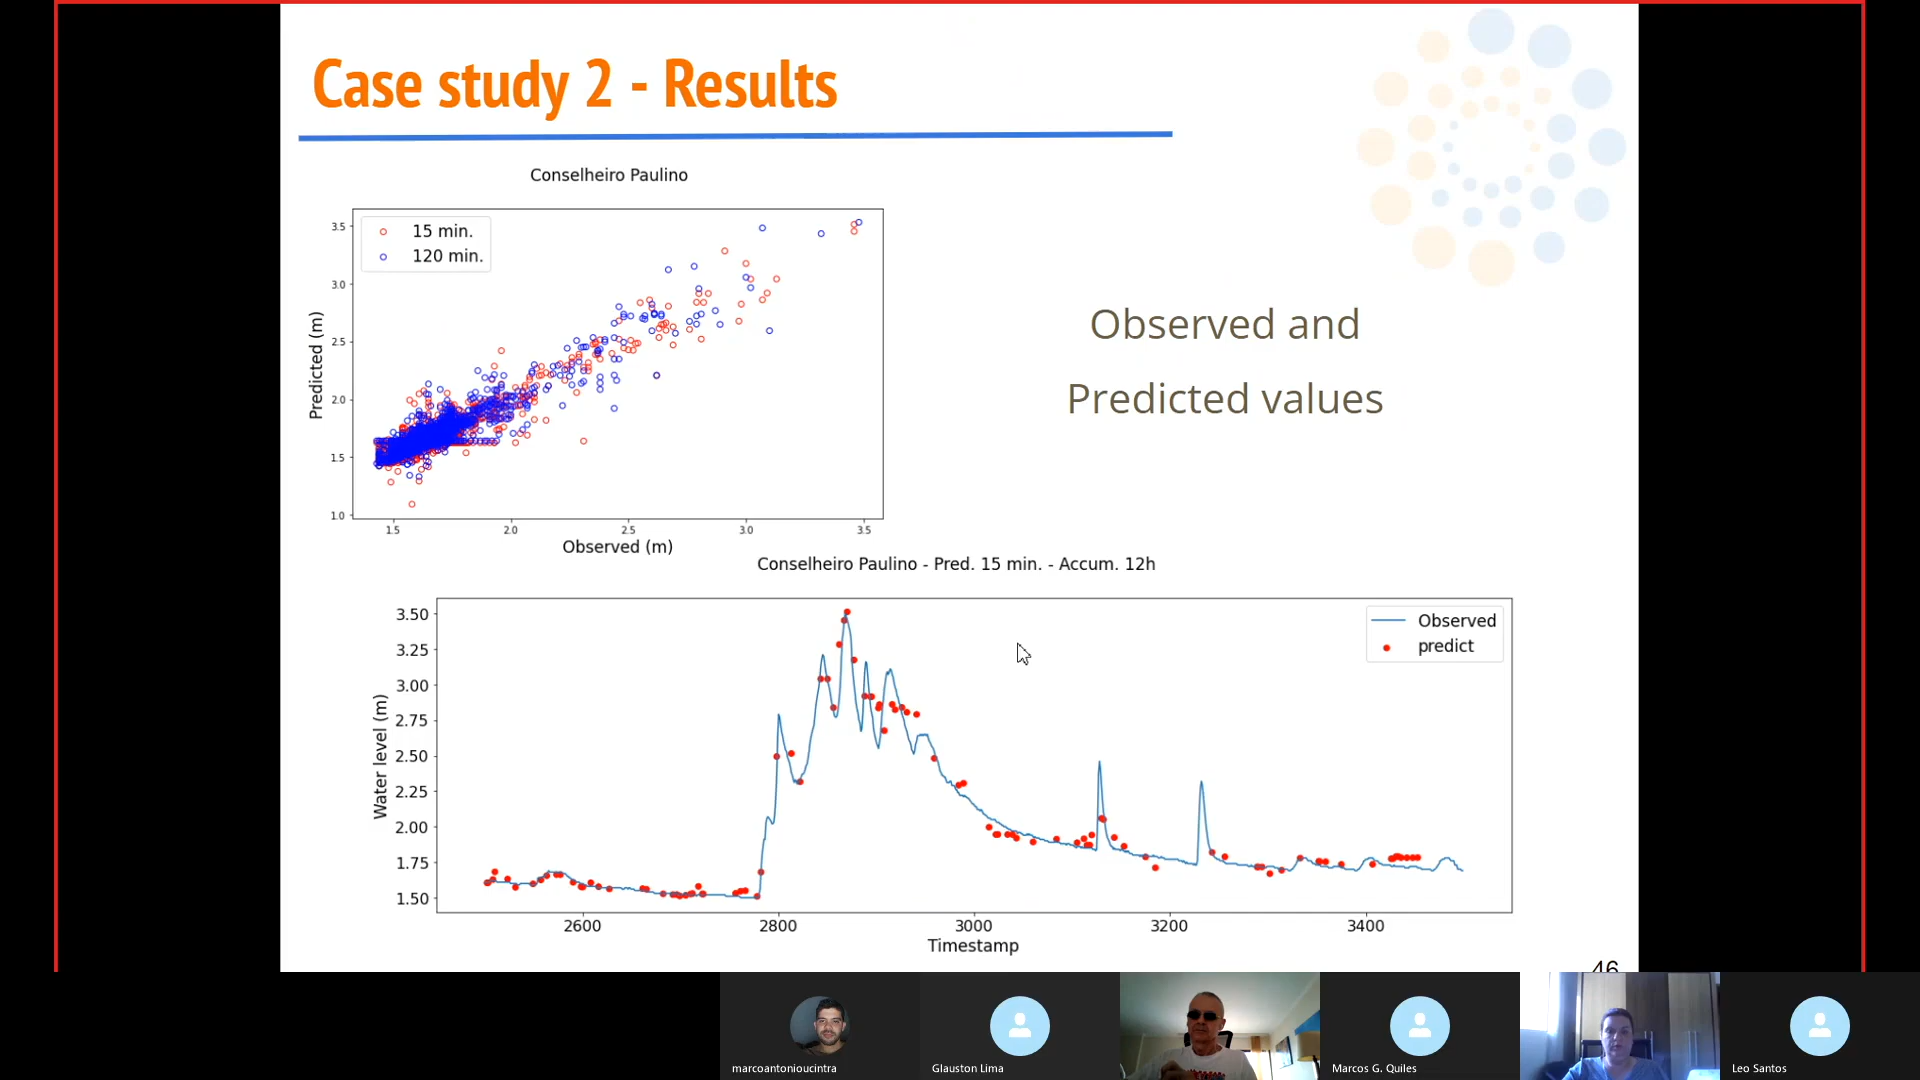 Case study 2 - Results
Conselheiro Paulino
15 min.
120 min.
3.5
3.0
2.5
2.0
1.5
1.0
Predicted (m)
1.5 2.0 2.5 3.0 3.5
Observed (m)
Observed and
Predicted values
Conselheiro Paulino - Pred. 15 min. - Accum. 12h
Observed
predict
3.50
3.25
3.00
2.75
2.50
2.25
2.00
1.75
1.50
Water level (m)
2600 2800 3000 3200 3400
Timestamp
46
marcoantonioucintra
Glauston Lima
Marcos G. Quiles
Leo Santos